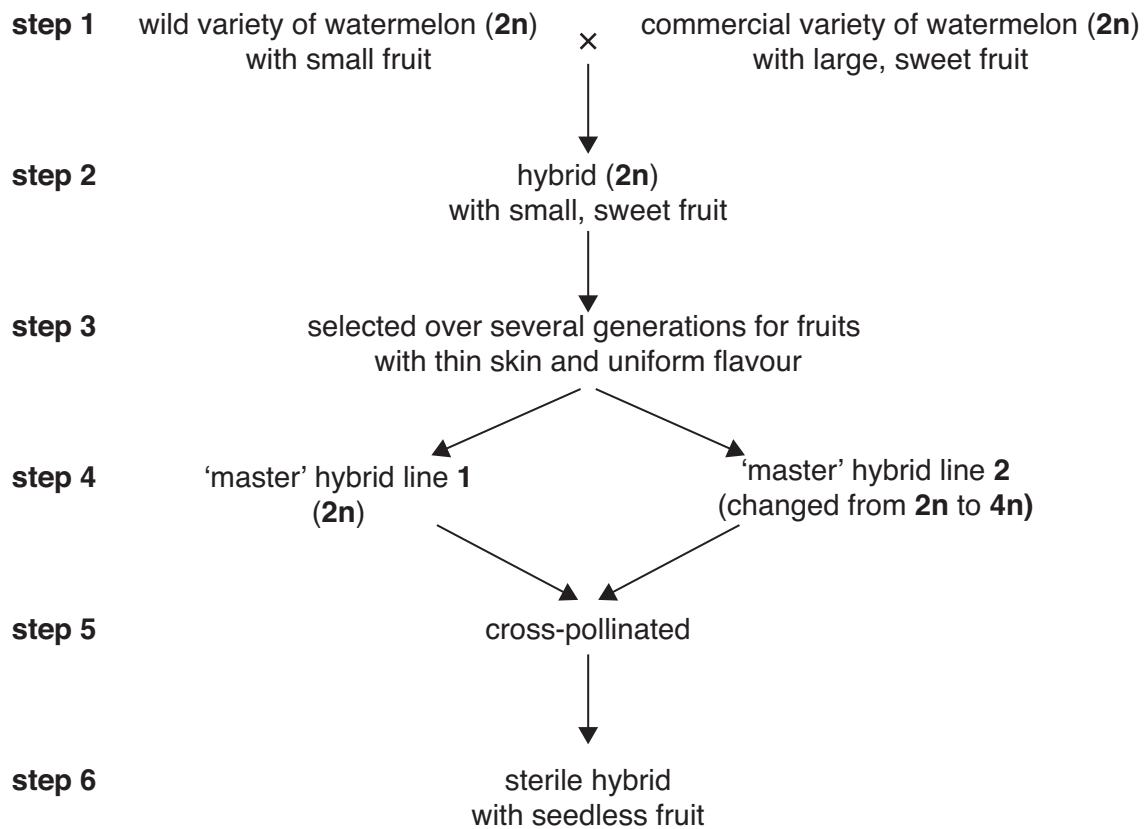 step 1 wild variety of watermelon (2n) × commercial variety of watermelon (2n)
with small fruit with large, sweet fruit
step 2 hybrid (2n)
with small, sweet fruit
step 3 selected over several generations for fruits
with thin skin and uniform flavour
step 4 ‘master’ hybrid line 1 ‘master’ hybrid line 2
(2n) (changed from 2n to 4n)
step 5 cross-pollinated
step 6 sterile hybrid
with seedless fruit